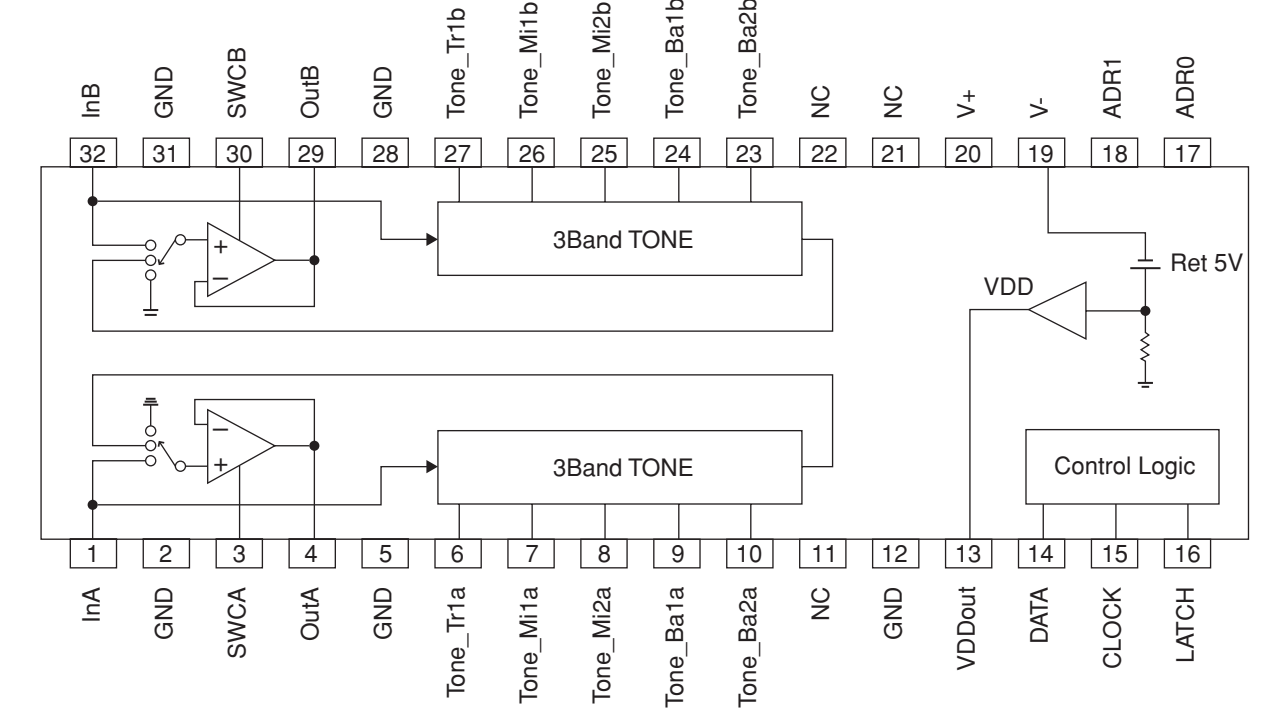 InB GND SWCB OutB GND Tone_Tr1b Tone_Mi1b Tone_Mi2b Tone_Ba1b Tone_Ba2b NC NC V+ V- ADR1 ADR0
32 31 30 29 28 27 26 25 24 23 22 21 20 19 18 17
+
−
3Band TONE
Ret 5V
VDD
−
+
3Band TONE
Control Logic
1 2 3 4 5 6 7 8 9 10 11 12 13 14 15 16
InA GND SWCA OutA GND Tone_Tr1a Tone_Mi1a Tone_Mi2a Tone_Ba1a Tone_Ba2a NC GND VDDout DATA CLOCK LATCH